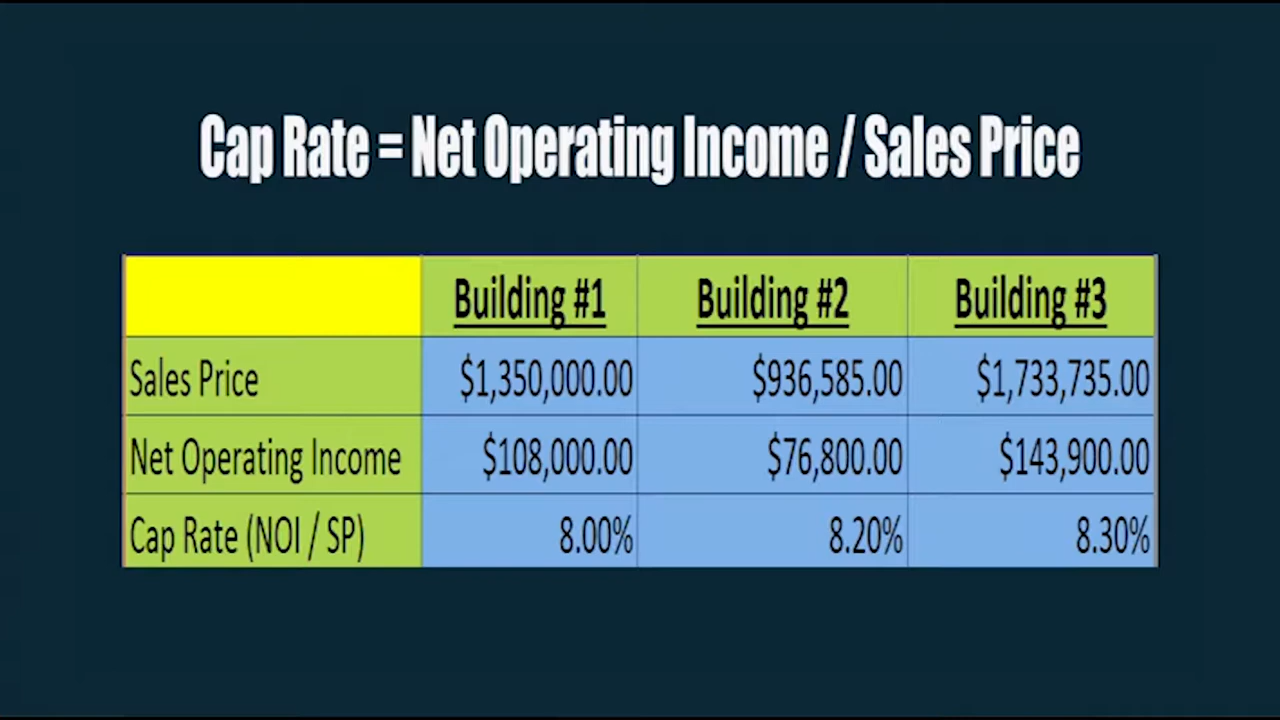 Cap Rate = Net Operating Income / Sales Price
Building #1 Building #2 Building #3
Sales Price $1,350,000.00 $936,585.00 $1,733,735.00
Net Operating Income $108,000.00 $76,800.00 $143,900.00
Cap Rate (NOI / SP) 8.00% 8.20% 8.30%